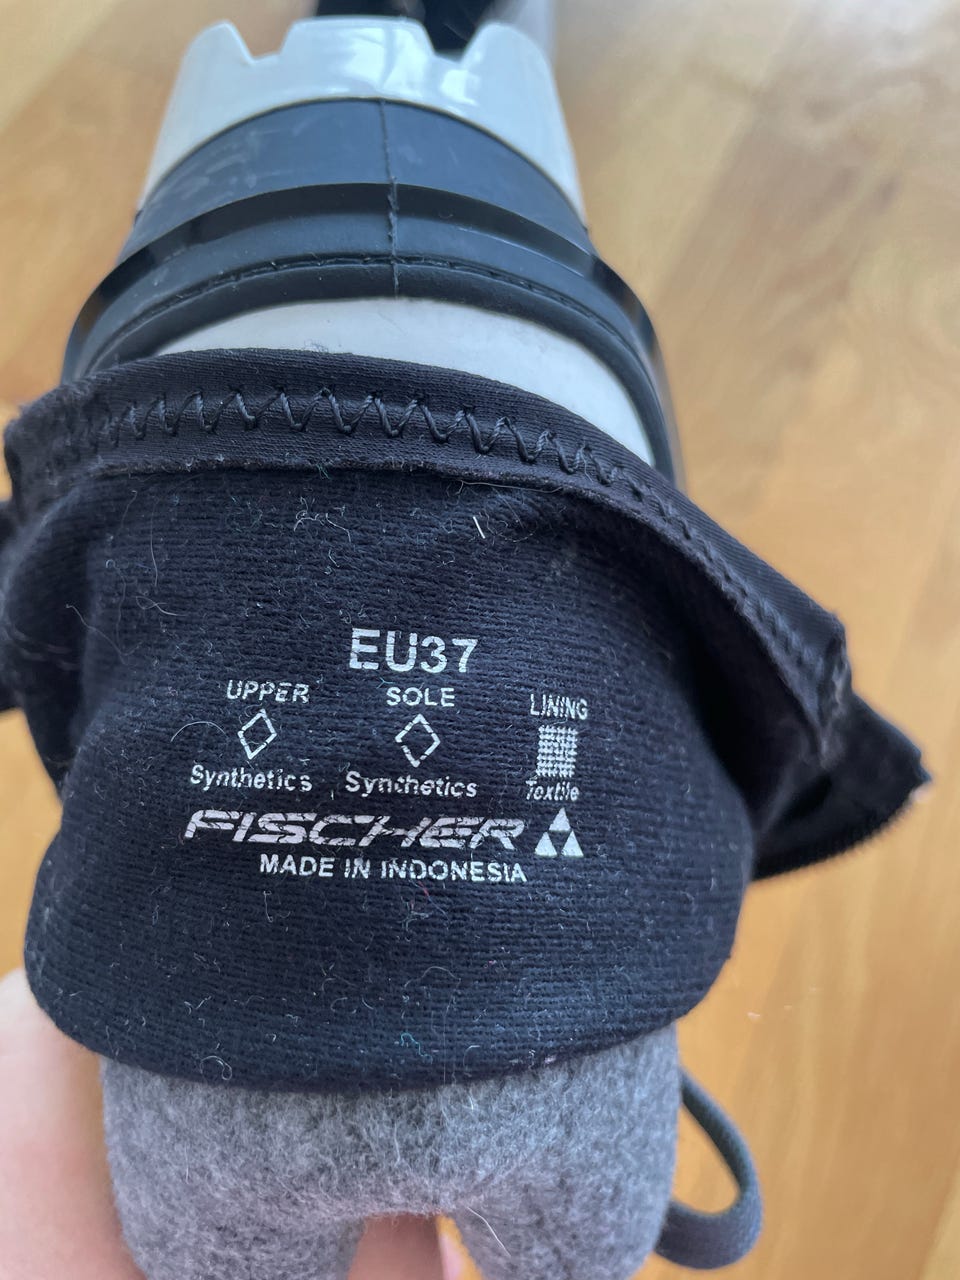 EU37
UPPER SOLE LINING
Synthetics Synthetics Textile
FISCHER
MADE IN INDONESIA